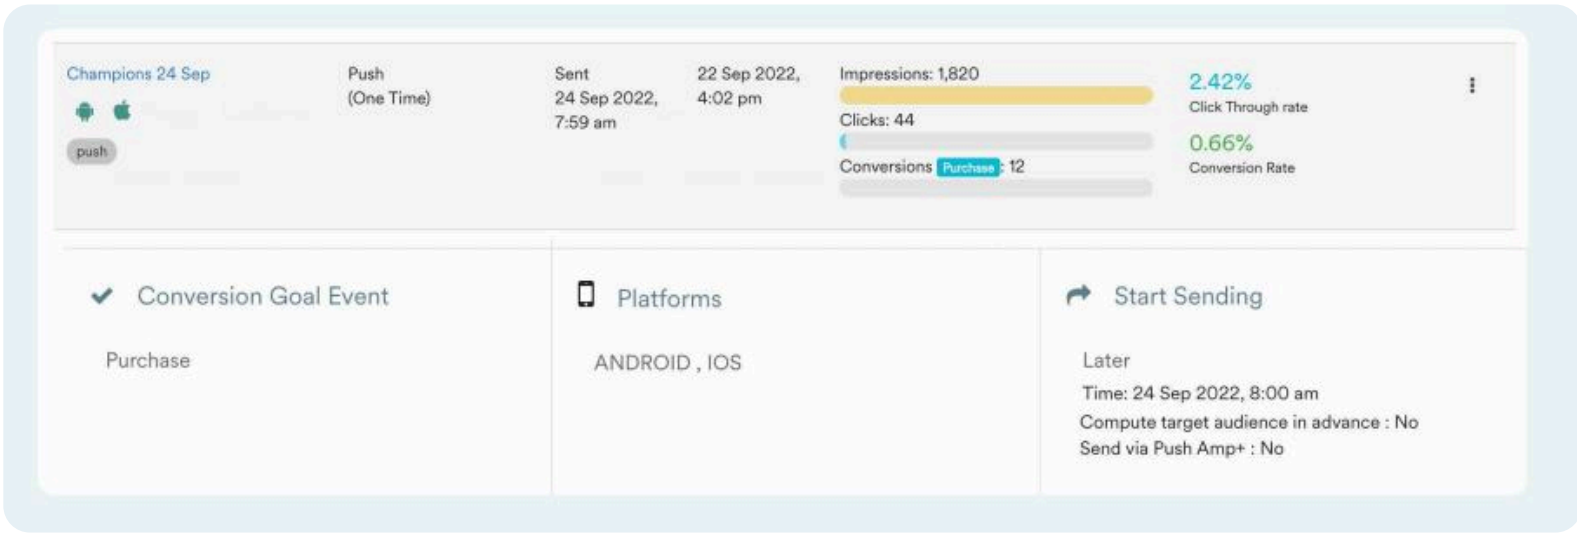 Champions 24 Sep
push
Push
(One Time)
Sent
24 Sep 2022,
7:59 am
22 Sep 2022,
4:02 pm
Impressions: 1,820
Clicks: 44
Conversions Purchase : 12
2.42%
Click Through rate
0.66%
Conversion Rate
Conversion Goal Event
Purchase
Platforms
ANDROID , IOS
Start Sending
Later
Time: 24 Sep 2022, 8:00 am
Compute target audience in advance : No
Send via Push Amp+ : No